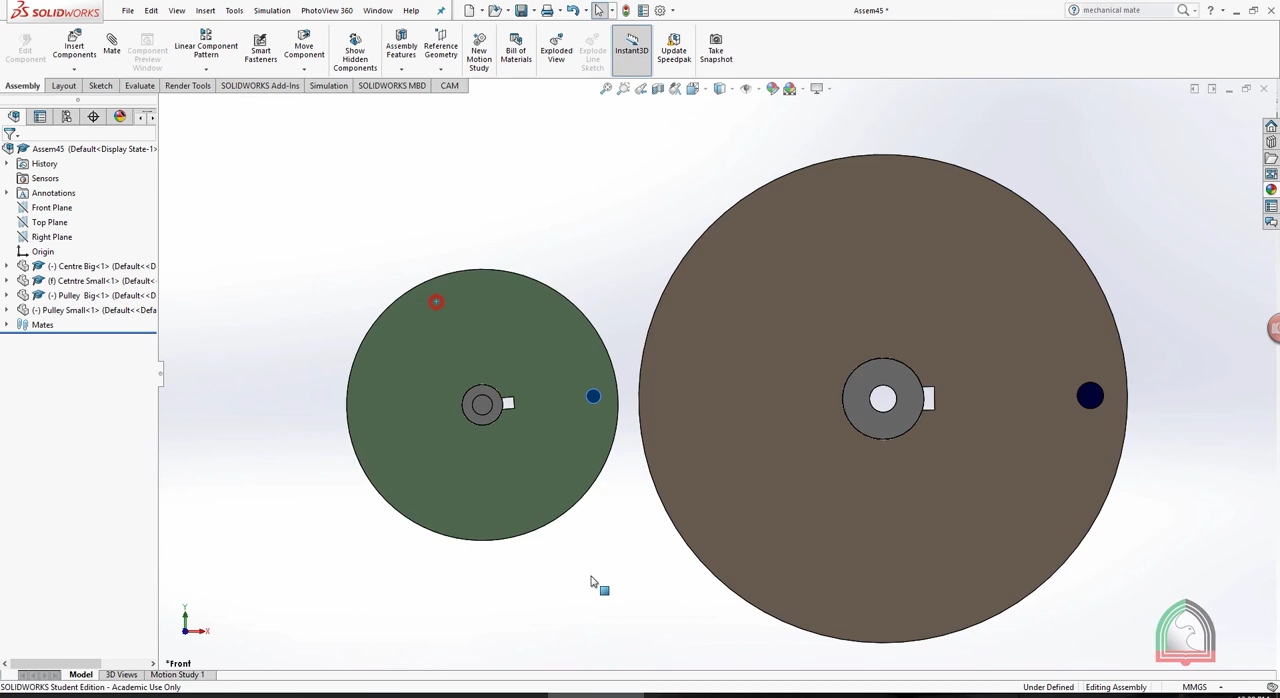 SOLIDWORKS
File
Edit
View
Insert
Tools
Simulation
PhotoView 360
Window
Help
Assem45 *
mechanical mate
Edit Component
Insert Components
Mate
Component Preview Window
Linear Component Pattern
Smart Fasteners
Move Component
Show Hidden Components
Assembly Features
Reference Geometry
New Motion Study
Bill of Materials
Exploded View
Explode Line Sketch
Instant3D
Update Speedpak
Take Snapshot
Assembly
Layout
Sketch
Evaluate
Render Tools
SOLIDWORKS Add-Ins
Simulation
SOLIDWORKS MBD
CAM
Assem45 (Default<Display State-1>
History
Sensors
Annotations
Front Plane
Top Plane
Right Plane
Origin
(-) Centre Big<1> (Default<<D
(f) Cetntre Small<1> (Default<
(-) Pulley Big<1> (Default<<D
(-) Pulley Small<1> (Default<<Defa
Mates
Y
X
*Front
Model
3D Views
Motion Study 1
SOLIDWORKS Student Edition - Academic Use Only
Under Defined
Editing Assembly
MMGS